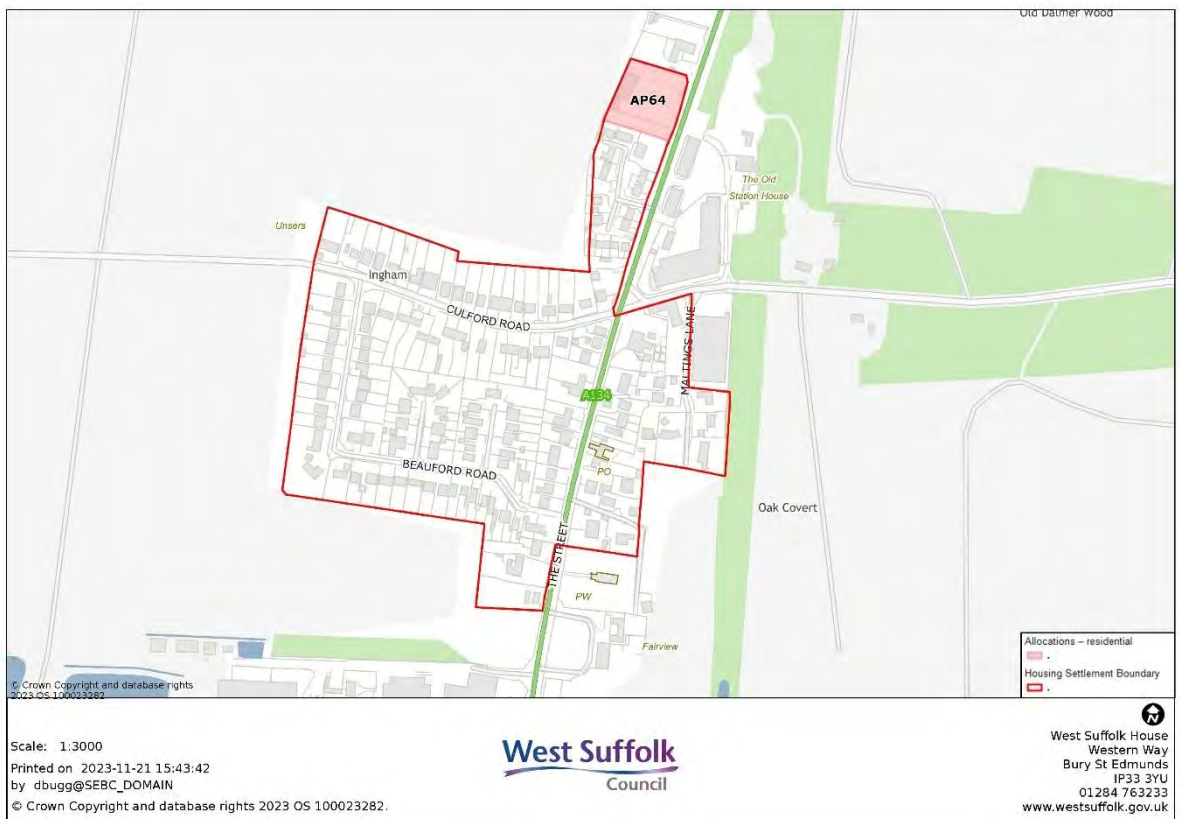 Old Dalmer Wood
AP64
The Old
Station House
Unsers
Ingham
CULFORD ROAD
MALTINGS LANE
A134
BEAUFORD ROAD
PO
Oak Covert
THE STREET
PW
Fairview
Allocations – residential
.
Housing Settlement Boundary
.
© Crown Copyright and database rights
2023 OS 100023282
Scale: 1:3000
Printed on 2023-11-21 15:43:42
by dbugg@SEBC_DOMAIN
© Crown Copyright and database rights 2023 OS 100023282.
West Suffolk
Council
N
West Suffolk House
Western Way
Bury St Edmunds
IP33 3YU
01284 763233
www.westsuffolk.gov.uk